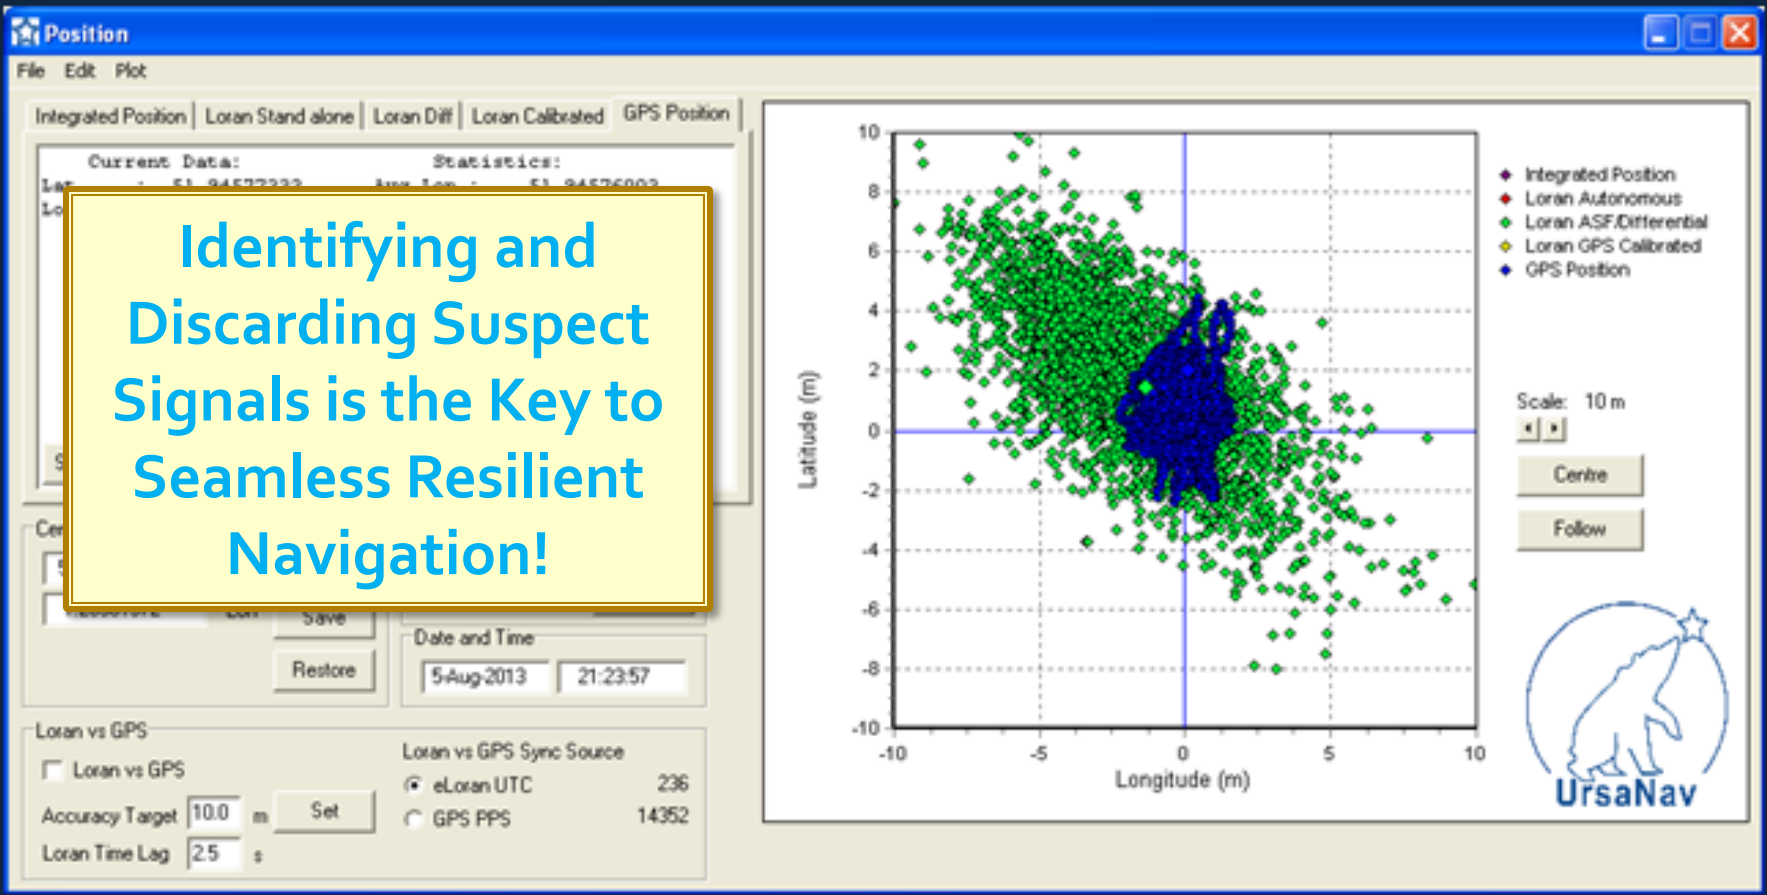 Position
File Edit Plot
Integrated Position Loran Stand alone Loran Diff Loran Calibrated GPS Position
Current Data: Statistics:
51.94577333 51.94576003
Identifying and
Discarding Suspect
Signals is the Key to
Seamless Resilient
Navigation!
Save
Restore
Date and Time
5-Aug-2013 21:23:57
Loran vs GPS
Loran vs GPS
Accuracy Target 10.0 m Set
Loran Time Lag 2.5 s
Loran vs GPS Sync Source
eLoran UTC 236
GPS PPS 14352
10
8
6
4
2
0
-2
-4
-6
-8
-10
-10 -5 0 5 10
Latitude (m)
Longitude (m)
Integrated Position
Loran Autonomous
Loran ASF/Differential
Loran GPS Calibrated
GPS Position
Scale: 10 m
Centre
Follow
UrsaNav